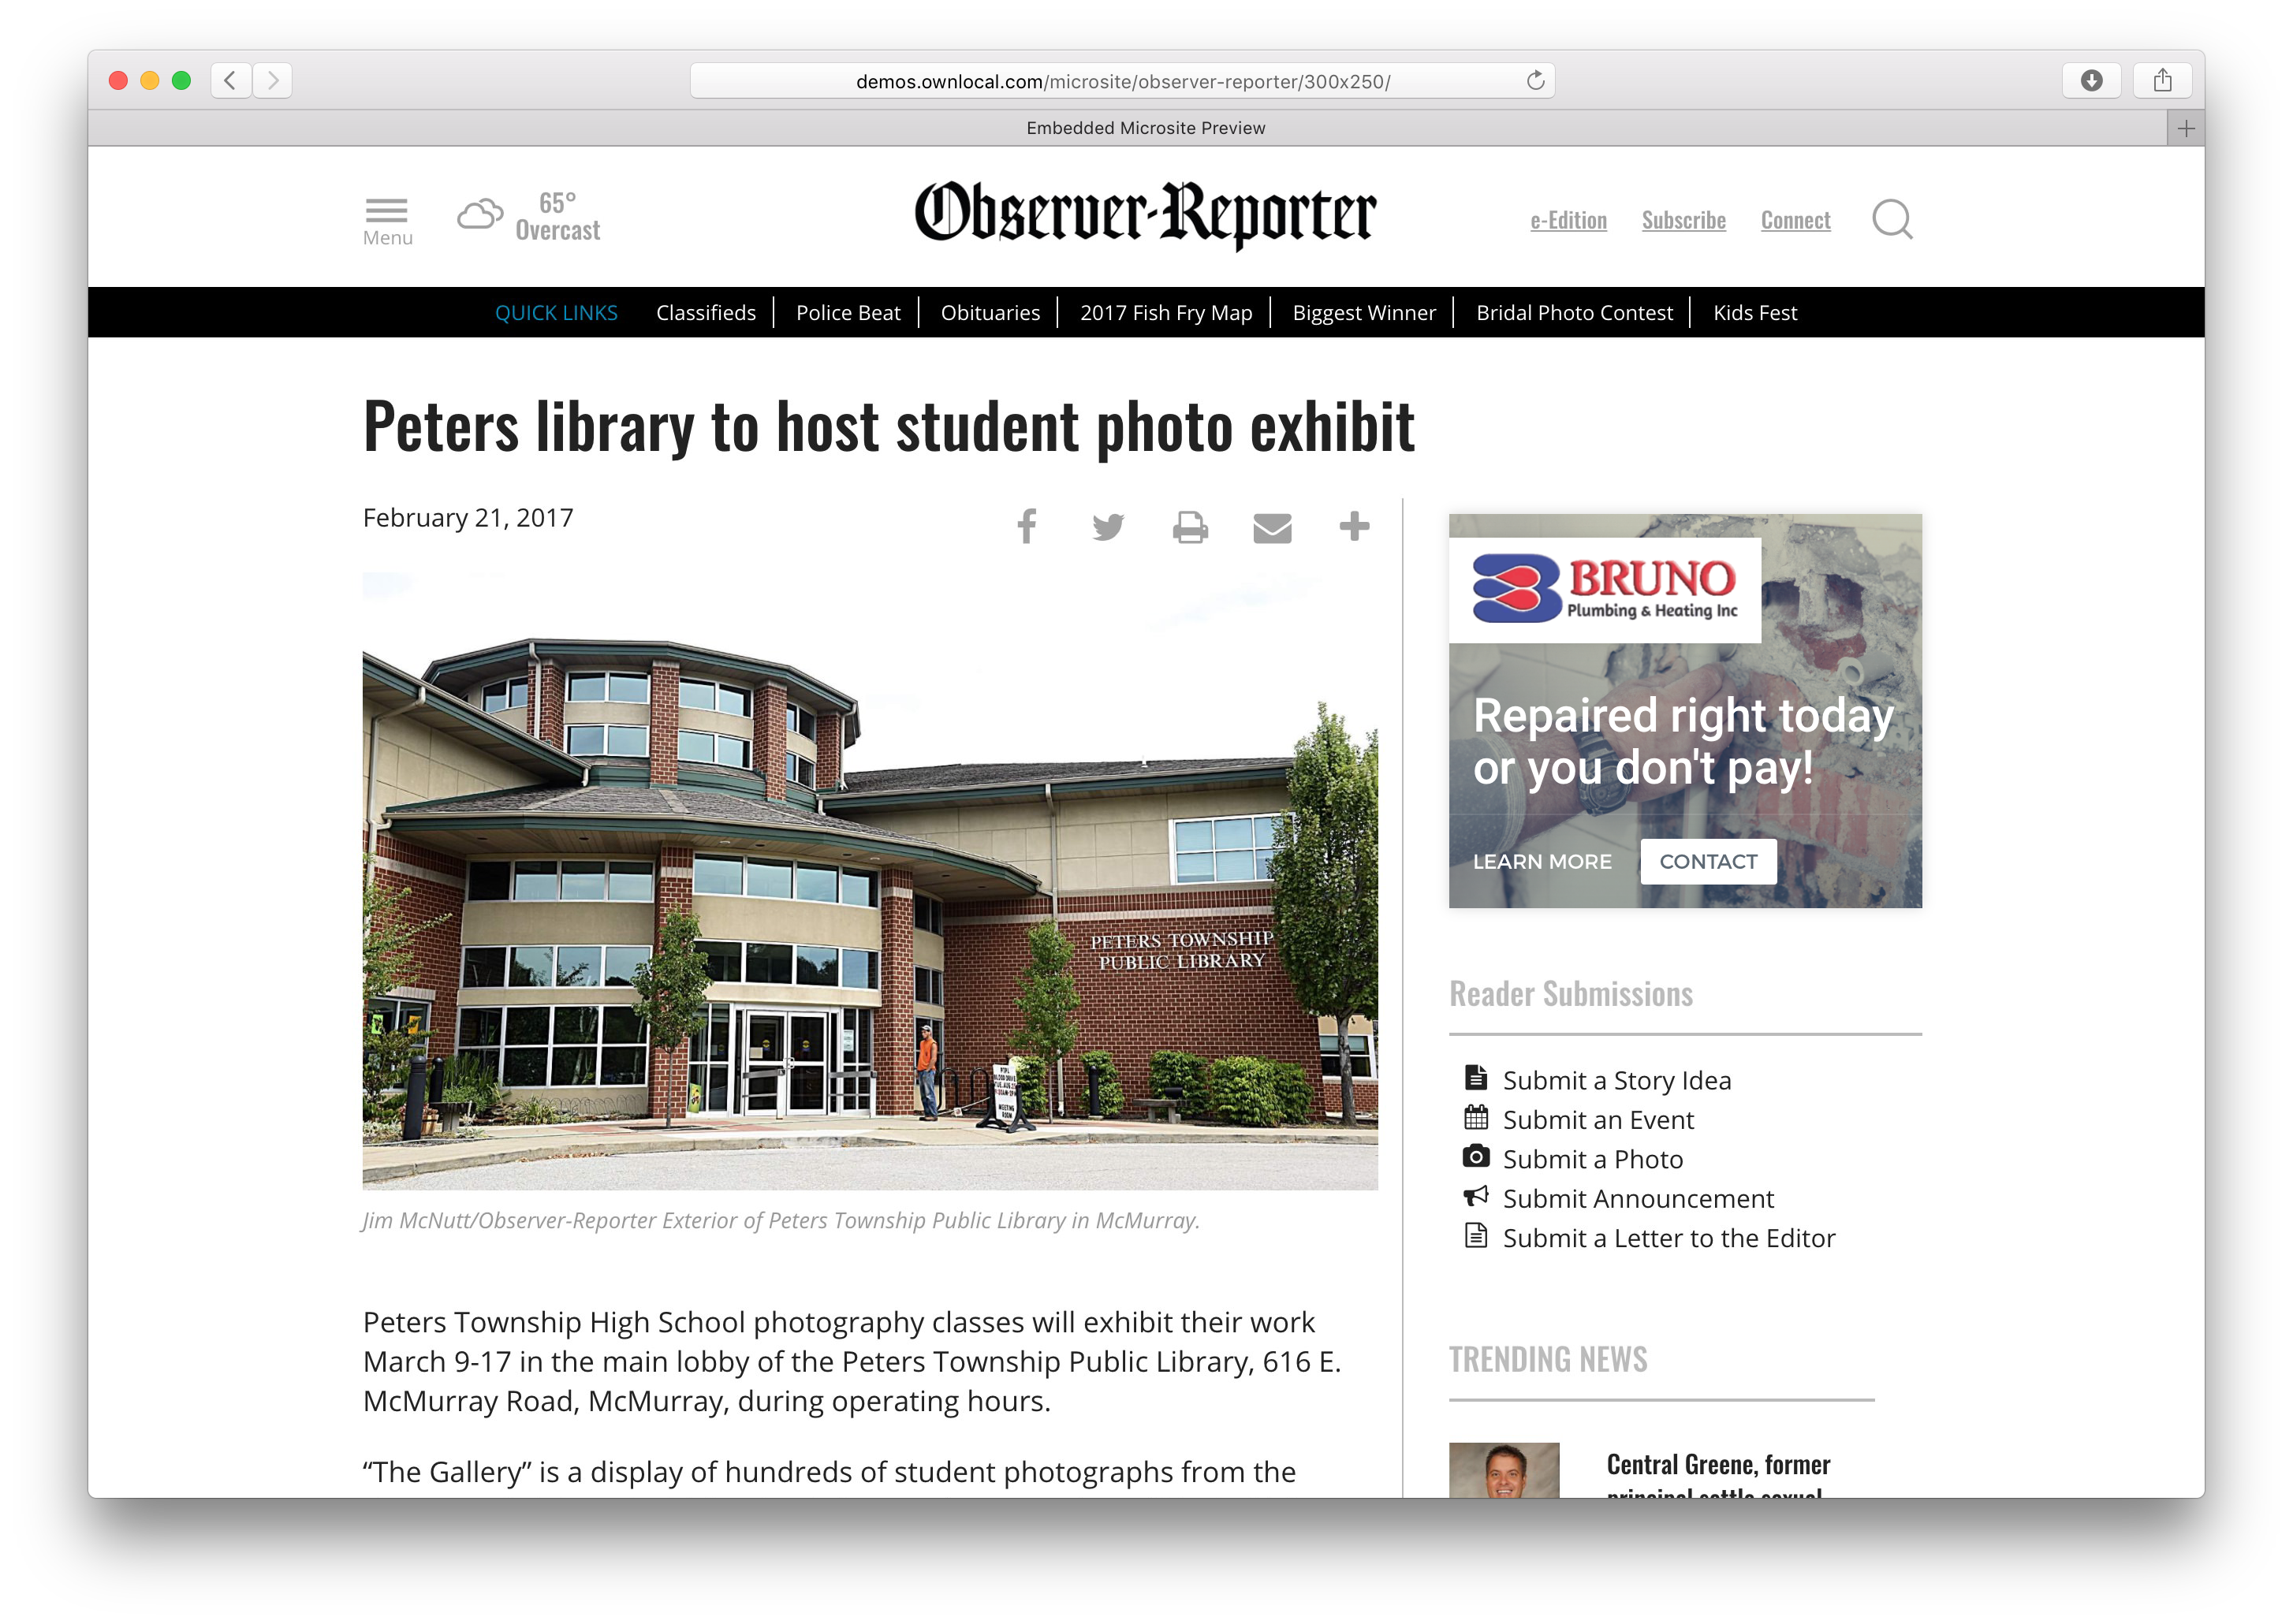 demos.ownlocal.com/microsite/observer-reporter/300x250/
Embedded Microsite Preview
Menu
65°
Overcast
Observer-Reporter
e-Edition Subscribe Connect
QUICK LINKS Classifieds Police Beat Obituaries 2017 Fish Fry Map Biggest Winner Bridal Photo Contest Kids Fest
Peters library to host student photo exhibit
February 21, 2017
PETERS TOWNSHIP
PUBLIC LIBRARY
Jim McNutt/Observer-Reporter Exterior of Peters Township Public Library in McMurray.
Peters Township High School photography classes will exhibit their work
March 9-17 in the main lobby of the Peters Township Public Library, 616 E.
McMurray Road, McMurray, during operating hours.
“The Gallery” is a display of hundreds of student photographs from the
BRUNO
Plumbing & Heating Inc
Repaired right today
or you don't pay!
LEARN MORE CONTACT
Reader Submissions
Submit a Story Idea
Submit an Event
Submit a Photo
Submit Announcement
Submit a Letter to the Editor
TRENDING NEWS
Central Greene, former
principal settle sexual